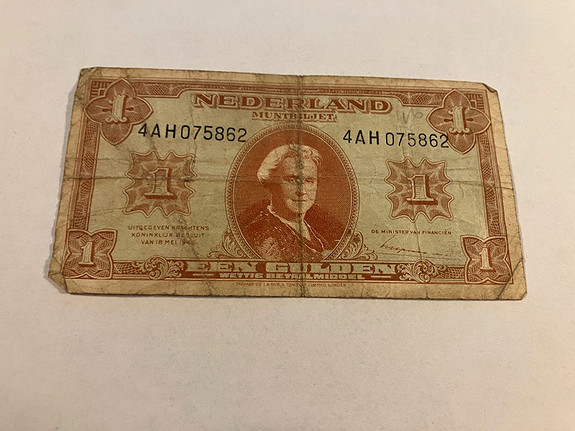 1 NEDERLAND 1
MUNTBILJET
4AH075862 4AH075862
1 1
UITGEGEVEN KRACHTENS
KONINKLIJK BESLUIT
VAN 18 MEI
DE MINISTER VAN FINANCIËN
1 EEN GULDEN 1
WETTIG BETAALMIDDEL